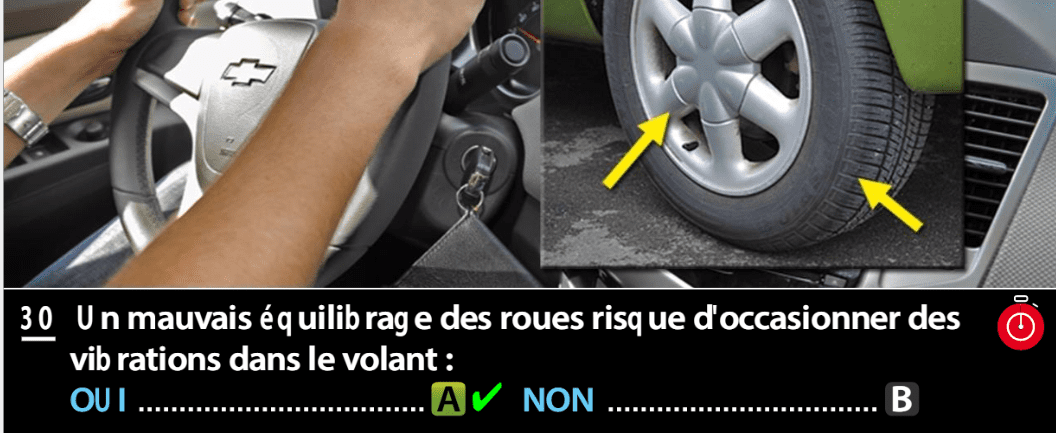 30 Un mauvais équilibrage des roues risque d'occasionner des
vibrations dans le volant :
OUI ................................... A ✔ NON ................................. B